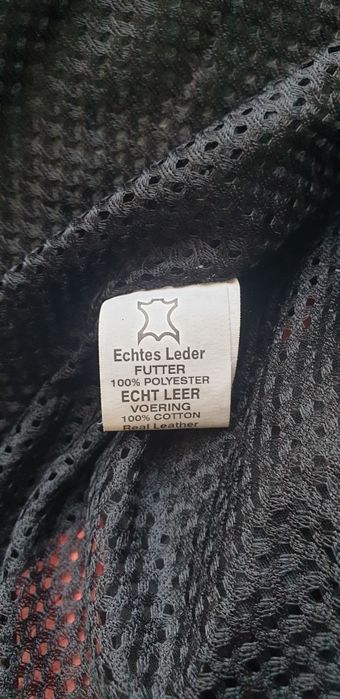 Echtes Leder
FUTTER
100% POLYESTER
ECHT LEER
VOERING
100% COTTON
Real Leather